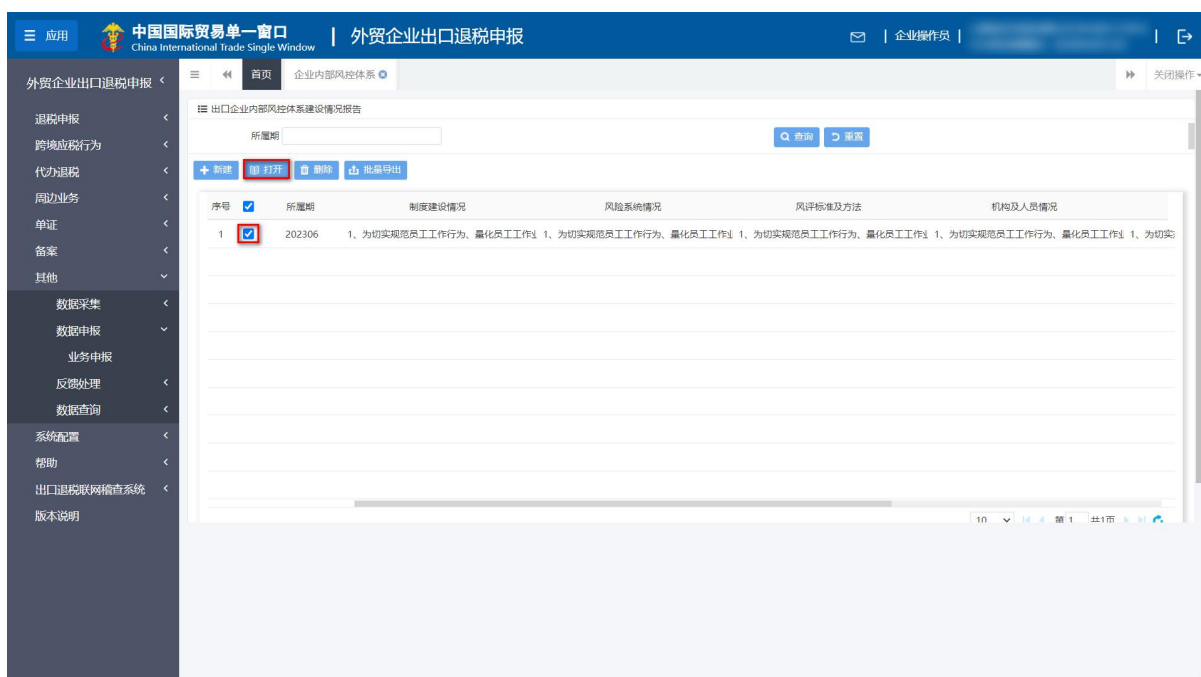 应用
中国国际贸易单一窗口
China International Trade Single Window
外贸企业出口退税申报
企业操作员
外贸企业出口退税申报
首页
企业内部风控体系
关闭操作
退税申报
跨境应税行为
代办退税
周边业务
单证
备案
其他
数据采集
数据申报
业务申报
反馈处理
数据查询
系统配置
帮助
出口退税联网稽查系统
版本说明
出口企业内部风控体系建设情况报告
所属期
查询
重置
新建
打开
删除
批量导出
序号 所属期 制度建设情况 风险系统情况 风评标准及方法 机构及人员情况
1 202306 1、为切实规范员工工作行为、量化员工工作 1、为切实规范员工工作行为、量化员工工作 1、为切实规范员工工作行为、量化员工工作 1、为切实规范员工工作行为、量化员工工作 1、为切实
10 第 1 共1页